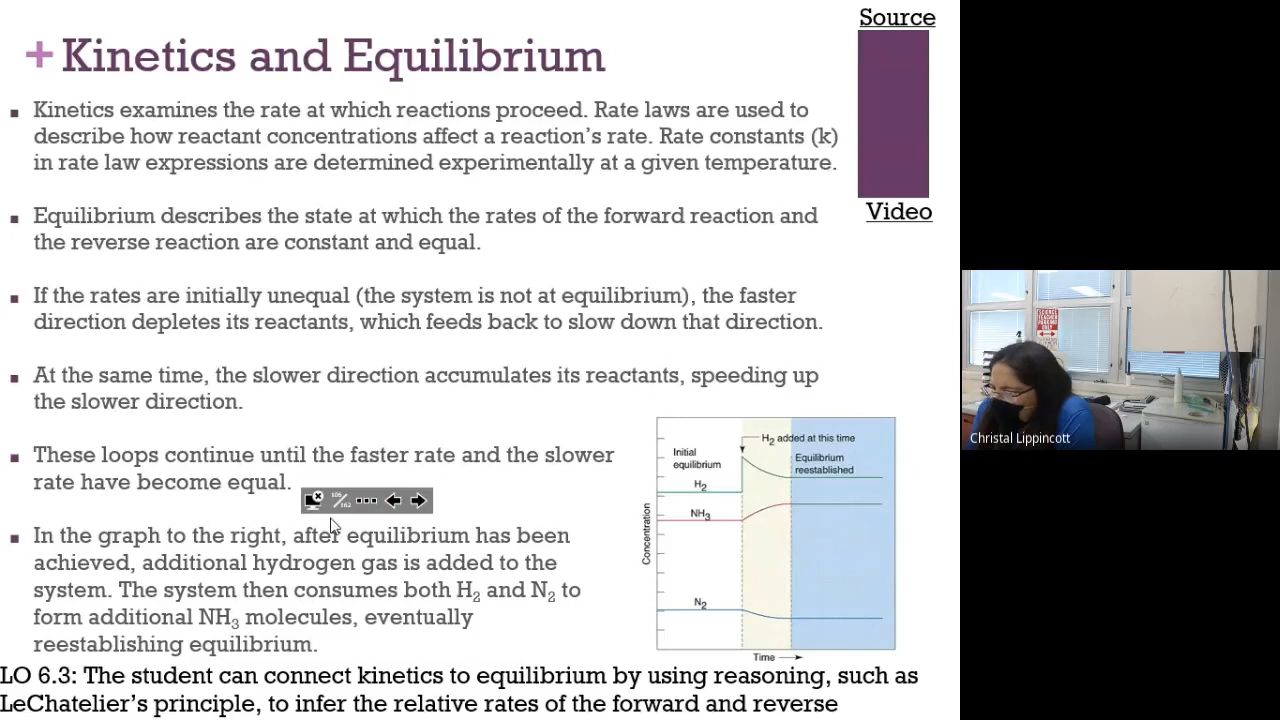 Source
+ Kinetics and Equilibrium
▪ Kinetics examines the rate at which reactions proceed. Rate laws are used to
describe how reactant concentrations affect a reaction's rate. Rate constants (k)
in rate law expressions are determined experimentally at a given temperature.
Video
▪ Equilibrium describes the state at which the rates of the forward reaction and
the reverse reaction are constant and equal.
▪ If the rates are initially unequal (the system is not at equilibrium), the faster
direction depletes its reactants, which feeds back to slow down that direction.
▪ At the same time, the slower direction accumulates its reactants, speeding up
the slower direction.
▪ These loops continue until the faster rate and the slower
rate have become equal.
106/162
▪ In the graph to the right, after equilibrium has been
achieved, additional hydrogen gas is added to the
system. The system then consumes both H₂ and N₂ to
form additional NH₃ molecules, eventually
reestablishing equilibrium.
H₂ added at this time
Initial
equilibrium
Equilibrium
reestablished
H₂
NH₃
N₂
Concentration
Time
LO 6.3: The student can connect kinetics to equilibrium by using reasoning, such as
LeChatelier's principle, to infer the relative rates of the forward and reverse
SCIENCE
TEACHER
PARKING
ONLY
Christal Lippincott